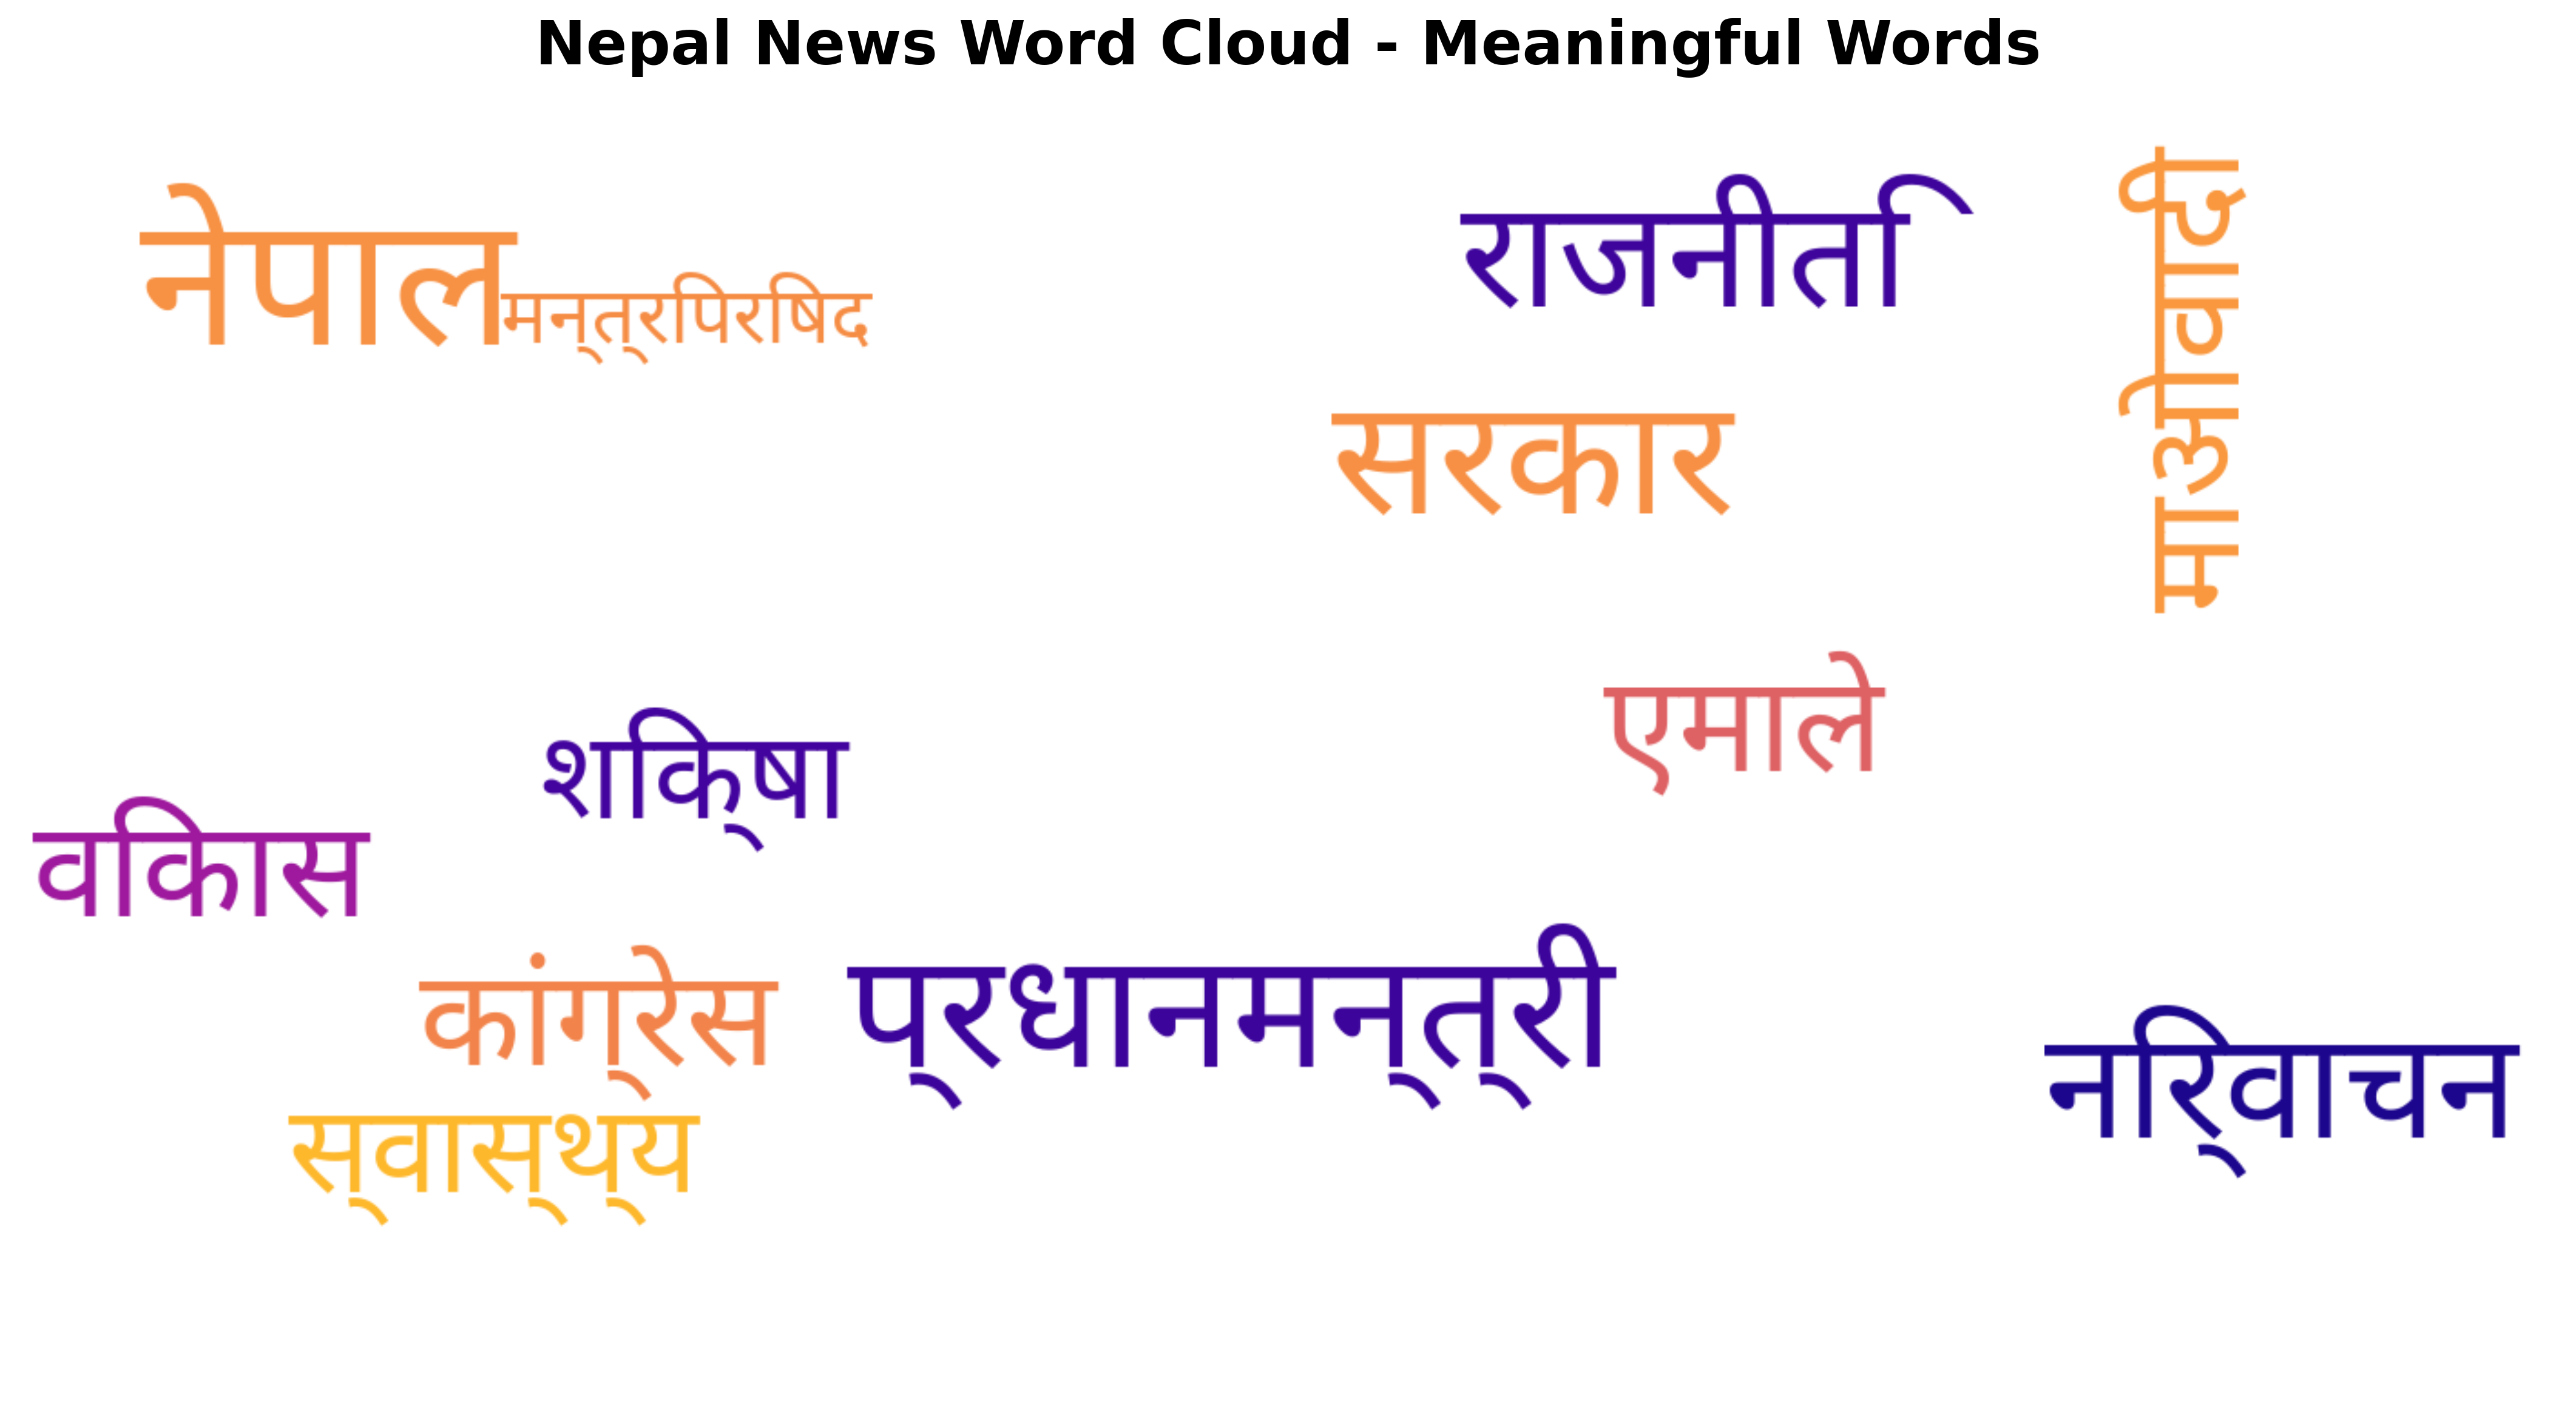 Nepal News Word Cloud - Meaningful Words
नेपाल
मन्त्रिपरिषद
राजनीति
माओवादी
सरकार
एमाले
शिक्षा
विकास
कांग्रेस
प्रधानमन्त्री
निर्वाचन
स्वास्थ्य